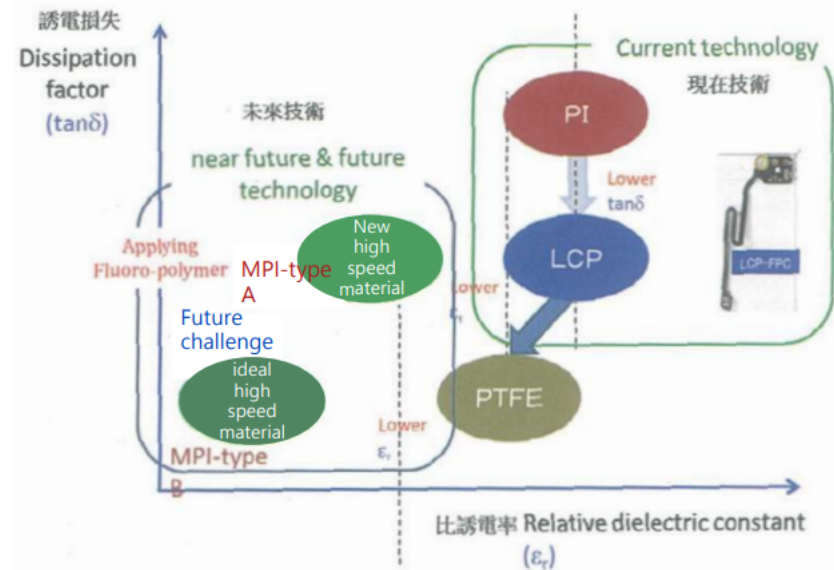 誘電損失
Dissipation
factor
(tanδ)
Current technology
現在技術
PI
未來技術
near future & future
technology
Lower
tanδ
LCP
LCP-FPC
New
high
speed
material
Applying
Fluoro-polymer
MPI-type
A
Lower
εr
Future
challenge
ideal
high
speed
material
PTFE
Lower
εr
MPI-type
B
比誘電率 Relative dielectric constant
(εr)